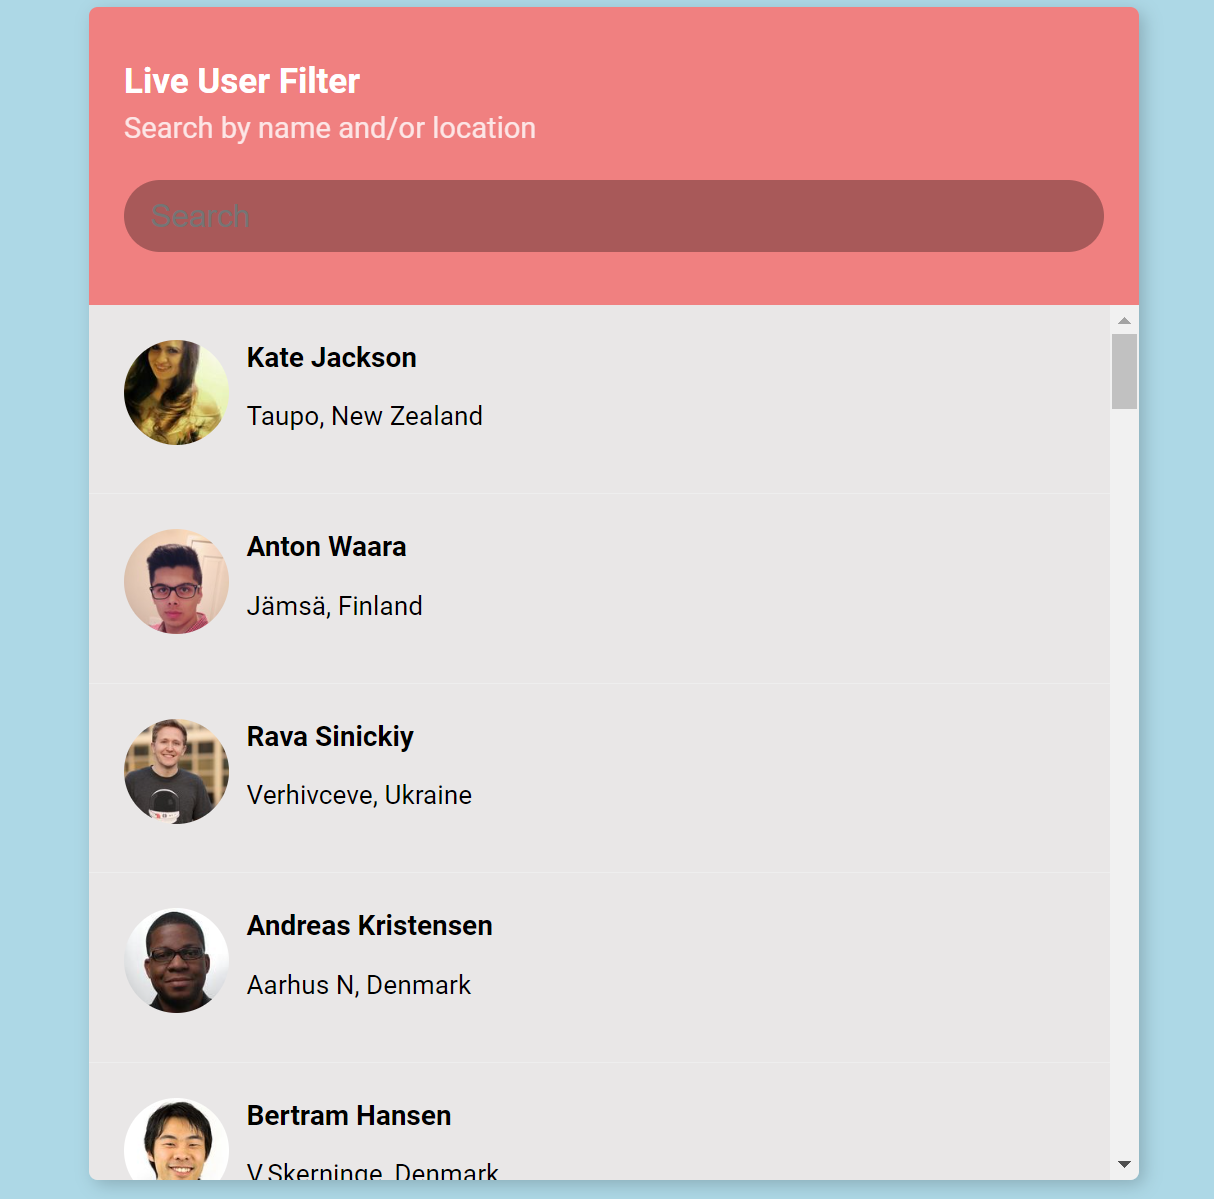 Live User Filter
Search by name and/or location
Search
Kate Jackson
Taupo, New Zealand
Anton Waara
Jämsä, Finland
Rava Sinickiy
Verhivceve, Ukraine
Andreas Kristensen
Aarhus N, Denmark
Bertram Hansen
V.Skerninge, Denmark